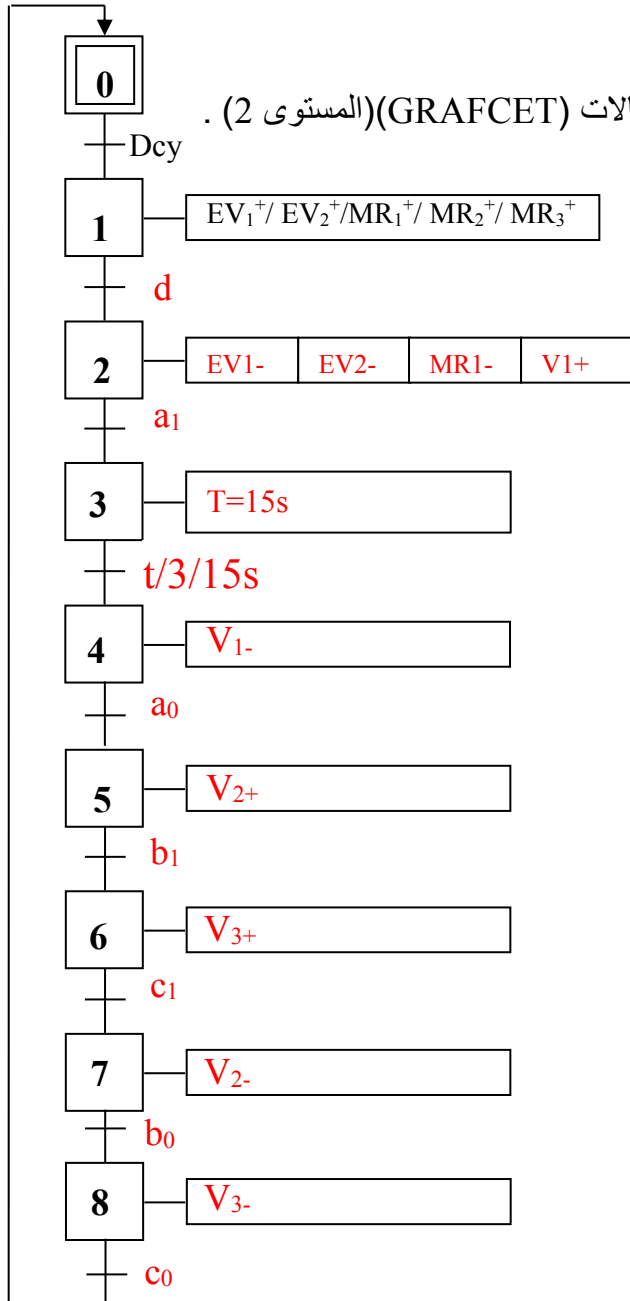 0
الات (GRAFCET)(المستوى 2) .
Dcy
1 EV₁⁺/ EV₂⁺/MR₁⁺/ MR₂⁺/ MR₃⁺
d
2 EV1- EV2- MR1- V1+
a₁
3 T=15s
t/3/15s
4 V₁₋
a₀
5 V₂₊
b₁
6 V₃₊
c₁
7 V₂₋
b₀
8 V₃₋
c₀